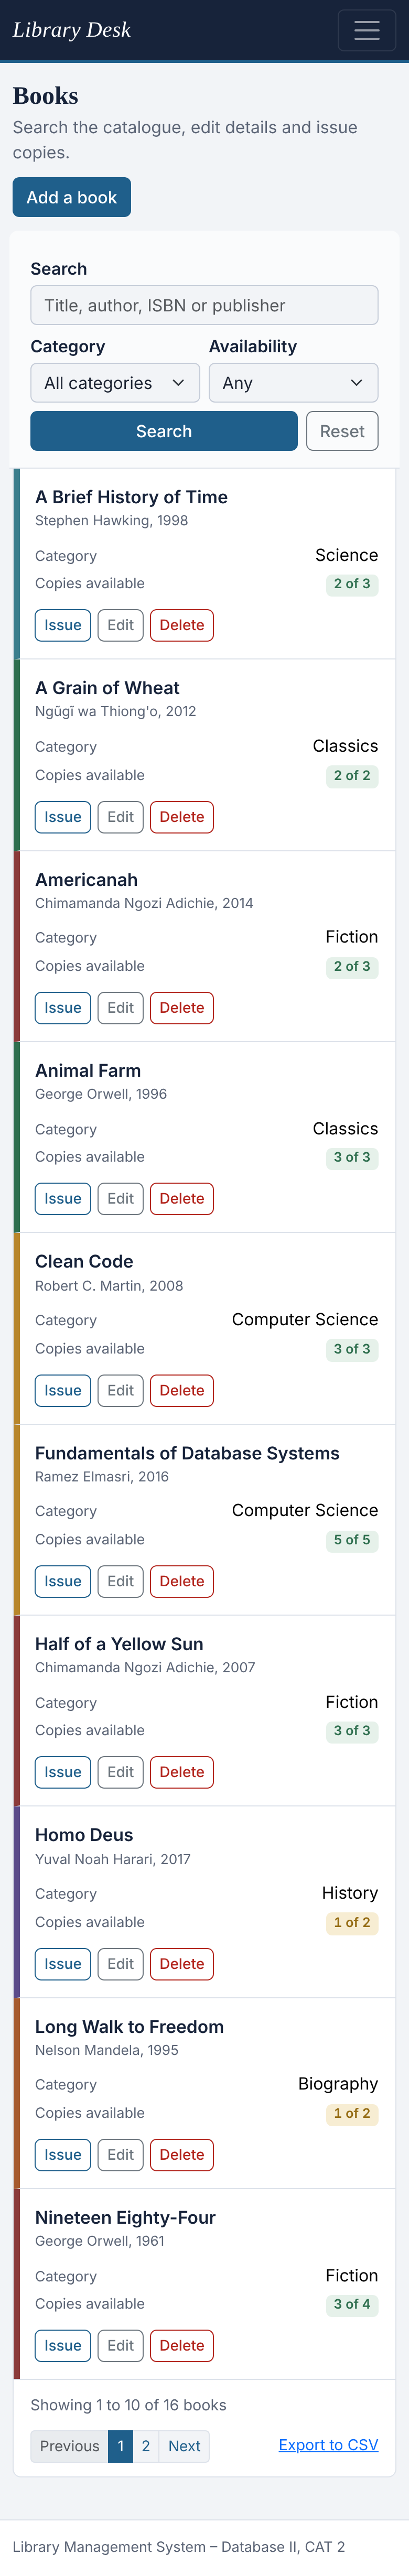 Library Desk
Books
Search the catalogue, edit details and issue
copies.
Add a book
Search
Title, author, ISBN or publisher
Category Availability
All categories Any
Search Reset
A Brief History of Time
Stephen Hawking, 1998
Category Science
Copies available 2 of 3
Issue Edit Delete
A Grain of Wheat
Ngũgĩ wa Thiong'o, 2012
Category Classics
Copies available 2 of 2
Issue Edit Delete
Americanah
Chimamanda Ngozi Adichie, 2014
Category Fiction
Copies available 2 of 3
Issue Edit Delete
Animal Farm
George Orwell, 1996
Category Classics
Copies available 3 of 3
Issue Edit Delete
Clean Code
Robert C. Martin, 2008
Category Computer Science
Copies available 3 of 3
Issue Edit Delete
Fundamentals of Database Systems
Ramez Elmasri, 2016
Category Computer Science
Copies available 5 of 5
Issue Edit Delete
Half of a Yellow Sun
Chimamanda Ngozi Adichie, 2007
Category Fiction
Copies available 3 of 3
Issue Edit Delete
Homo Deus
Yuval Noah Harari, 2017
Category History
Copies available 1 of 2
Issue Edit Delete
Long Walk to Freedom
Nelson Mandela, 1995
Category Biography
Copies available 1 of 2
Issue Edit Delete
Nineteen Eighty-Four
George Orwell, 1961
Category Fiction
Copies available 3 of 4
Issue Edit Delete
Showing 1 to 10 of 16 books
Previous 1 2 Next Export to CSV
Library Management System – Database II, CAT 2